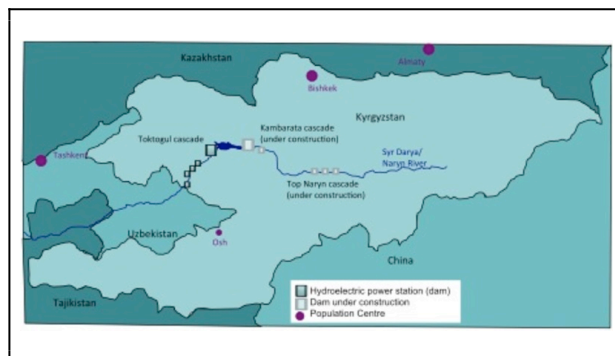 Kazakhstan
Almaty
Bishkek
Kambarata cascade
(under construction)
Kyrgyzstan
Toktogul cascade
Tashkent
Syr Darya/
Naryn River
Top Naryn cascade
(under construction)
Uzbekistan
Osh
China
Tajikistan
Hydroelectric power station (dam)
Dam under construction
Population Centre